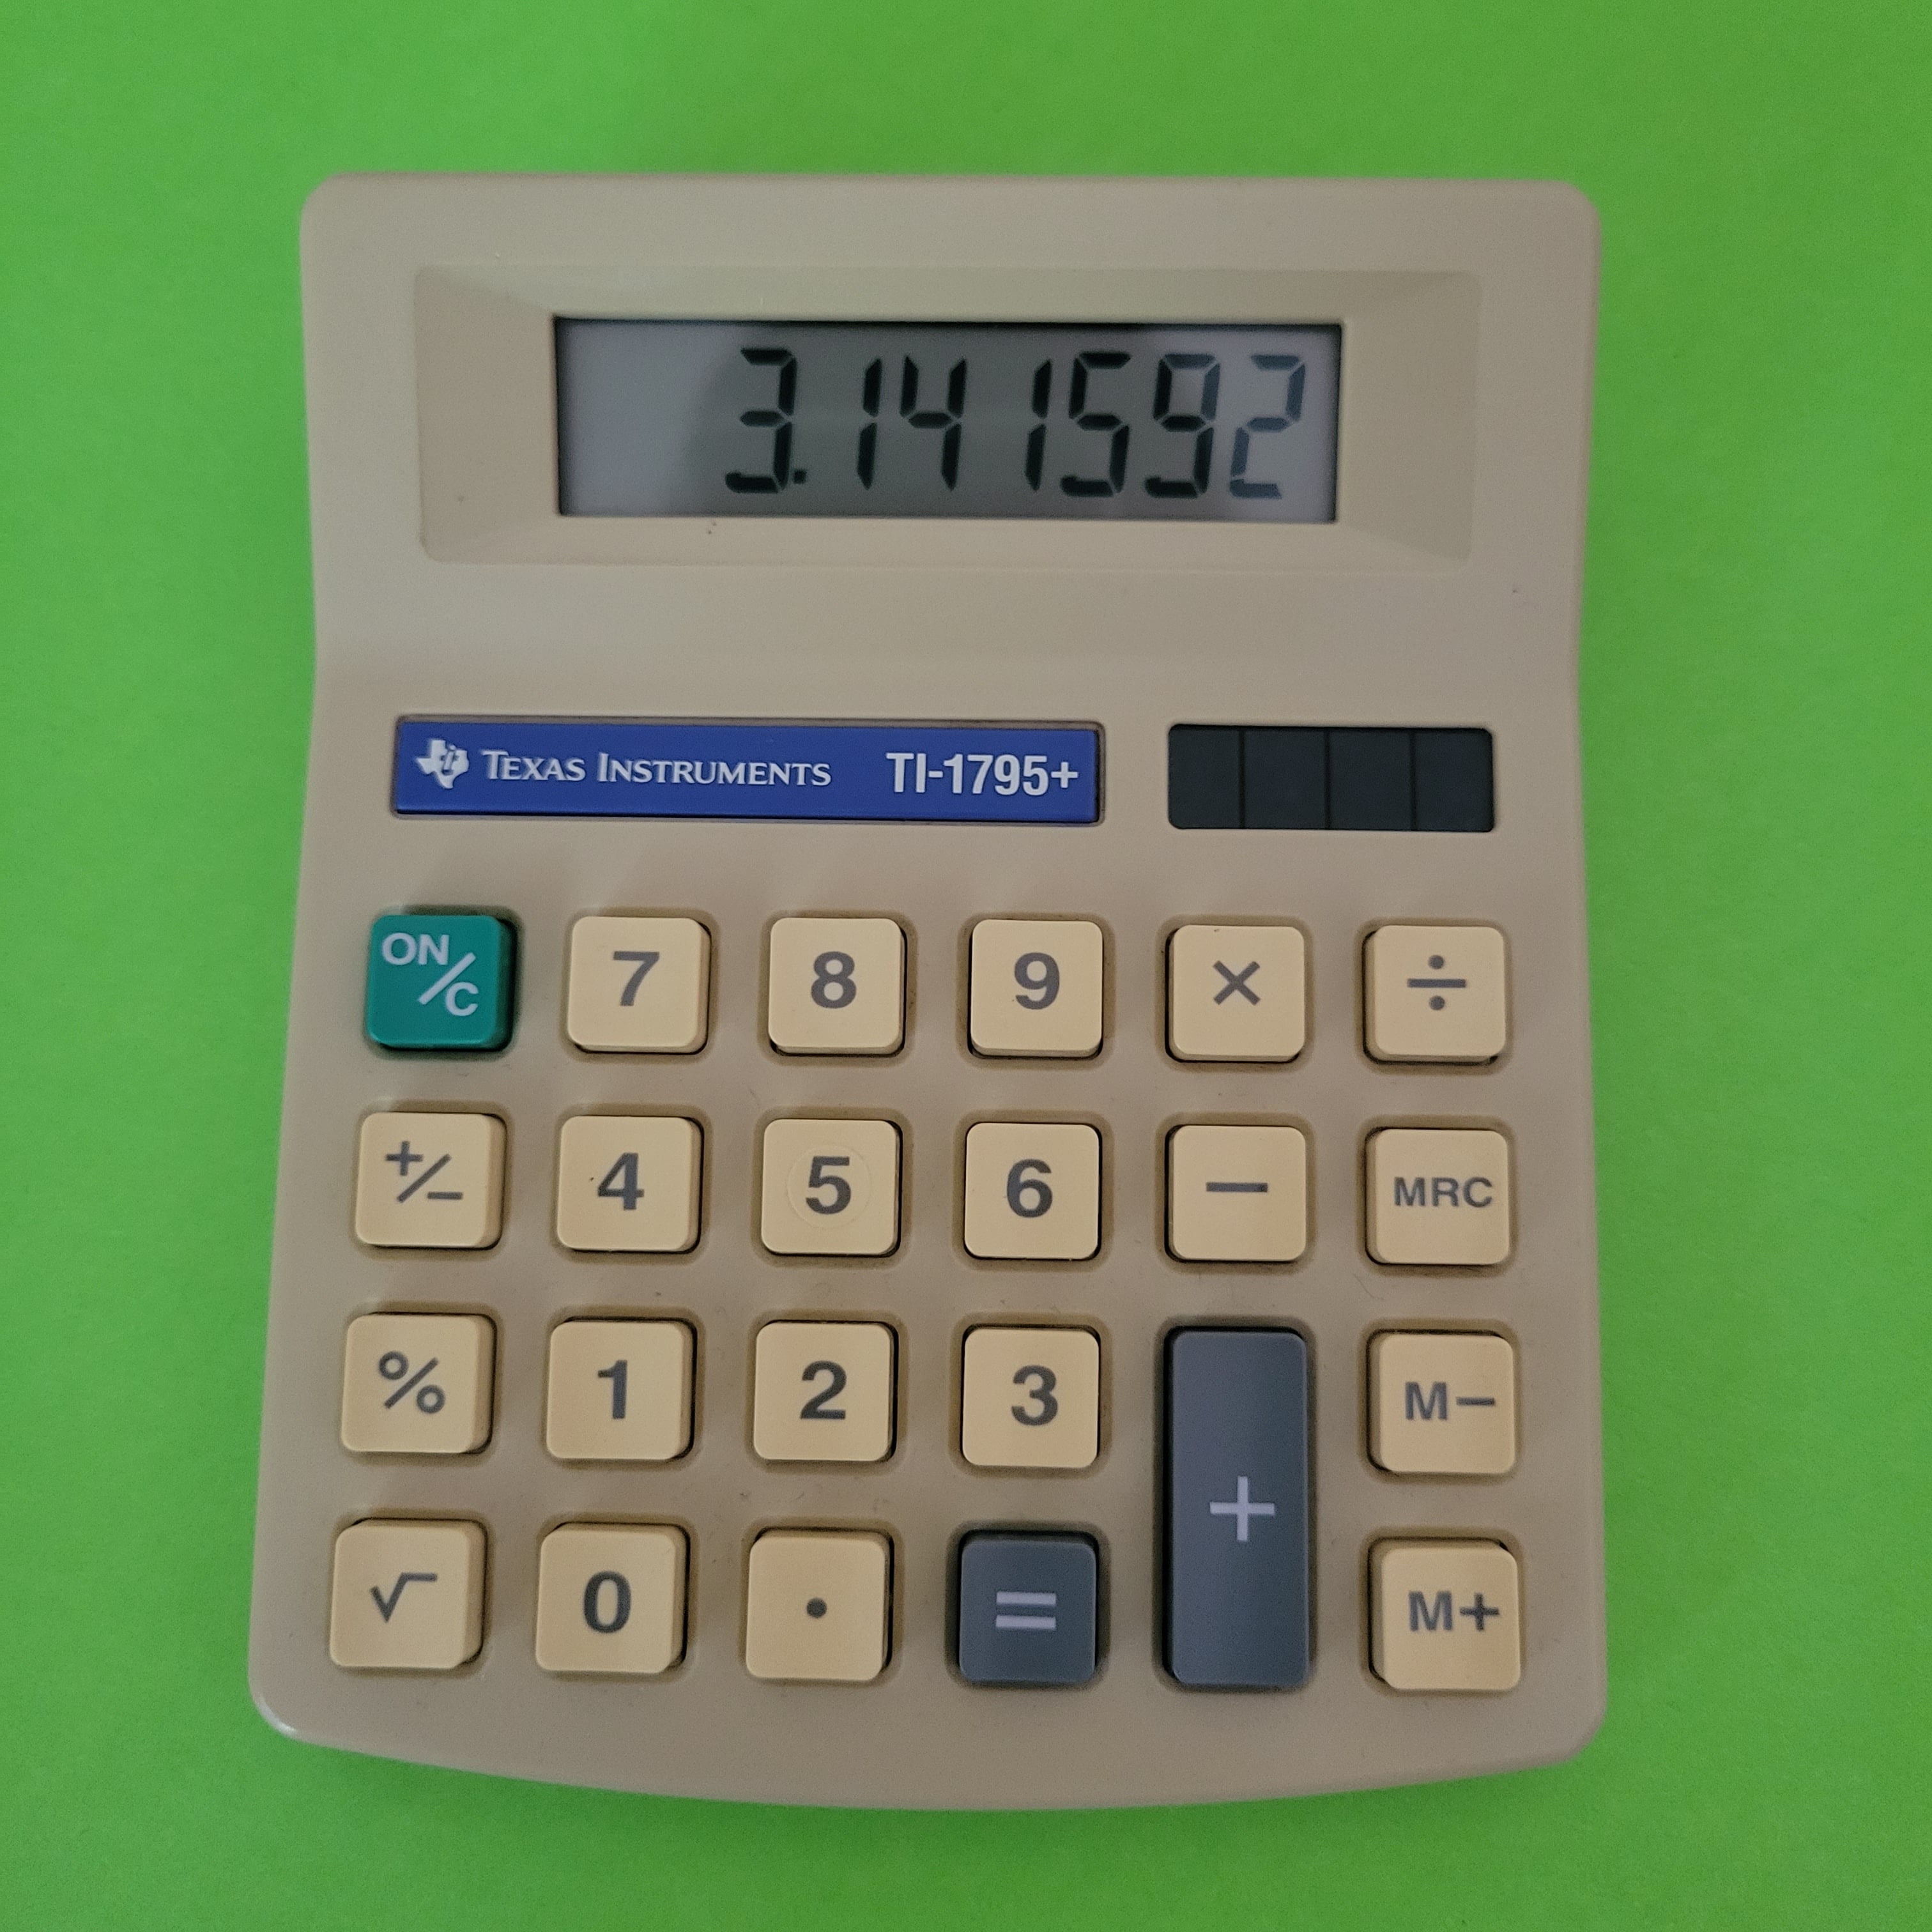 3.141592
TEXAS INSTRUMENTS TI-1795+
ON/C 7 8 9 × ÷
+/− 4 5 6 − MRC
% 1 2 3 + M−
√ 0 . = M+